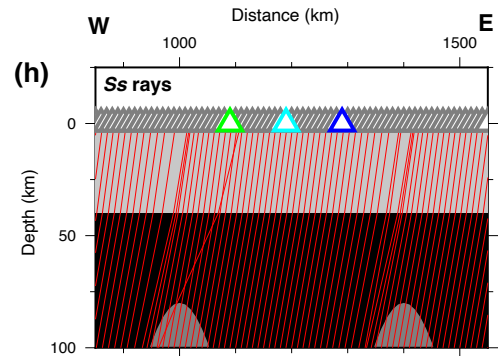 Distance (km)
W
E
1000
1500
(h)
Ss rays
0
50
100
Depth (km)